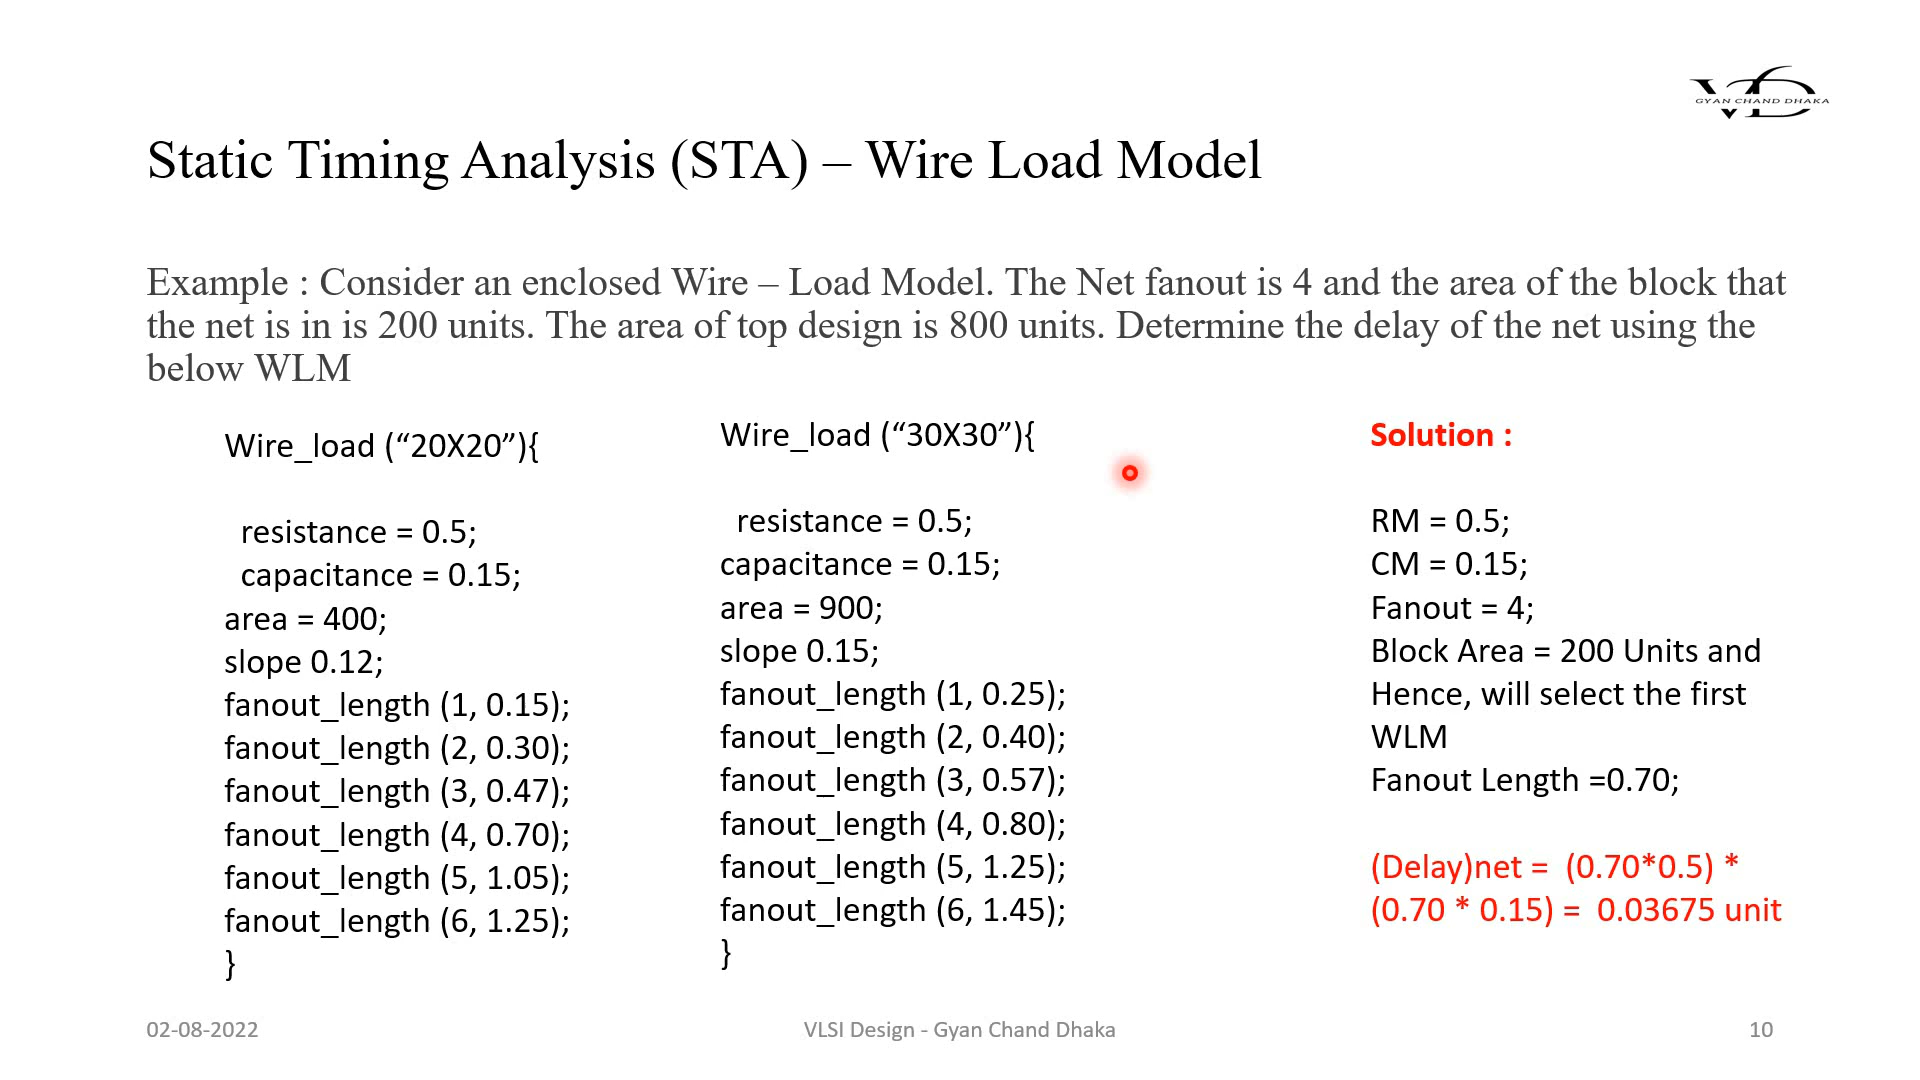 GYAN CHAND DHAKA
Static Timing Analysis (STA) – Wire Load Model
Example : Consider an enclosed Wire – Load Model. The Net fanout is 4 and the area of the block that
the net is in is 200 units. The area of top design is 800 units. Determine the delay of the net using the
below WLM
Wire_load (“20X20”){
resistance = 0.5;
capacitance = 0.15;
area = 400;
slope 0.12;
fanout_length (1, 0.15);
fanout_length (2, 0.30);
fanout_length (3, 0.47);
fanout_length (4, 0.70);
fanout_length (5, 1.05);
fanout_length (6, 1.25);
}
Wire_load (“30X30”){
resistance = 0.5;
capacitance = 0.15;
area = 900;
slope 0.15;
fanout_length (1, 0.25);
fanout_length (2, 0.40);
fanout_length (3, 0.57);
fanout_length (4, 0.80);
fanout_length (5, 1.25);
fanout_length (6, 1.45);
}
Solution :
RM = 0.5;
CM = 0.15;
Fanout = 4;
Block Area = 200 Units and
Hence, will select the first
WLM
Fanout Length =0.70;
(Delay)net = (0.70*0.5) *
(0.70 * 0.15) = 0.03675 unit
02-08-2022
VLSI Design - Gyan Chand Dhaka
10